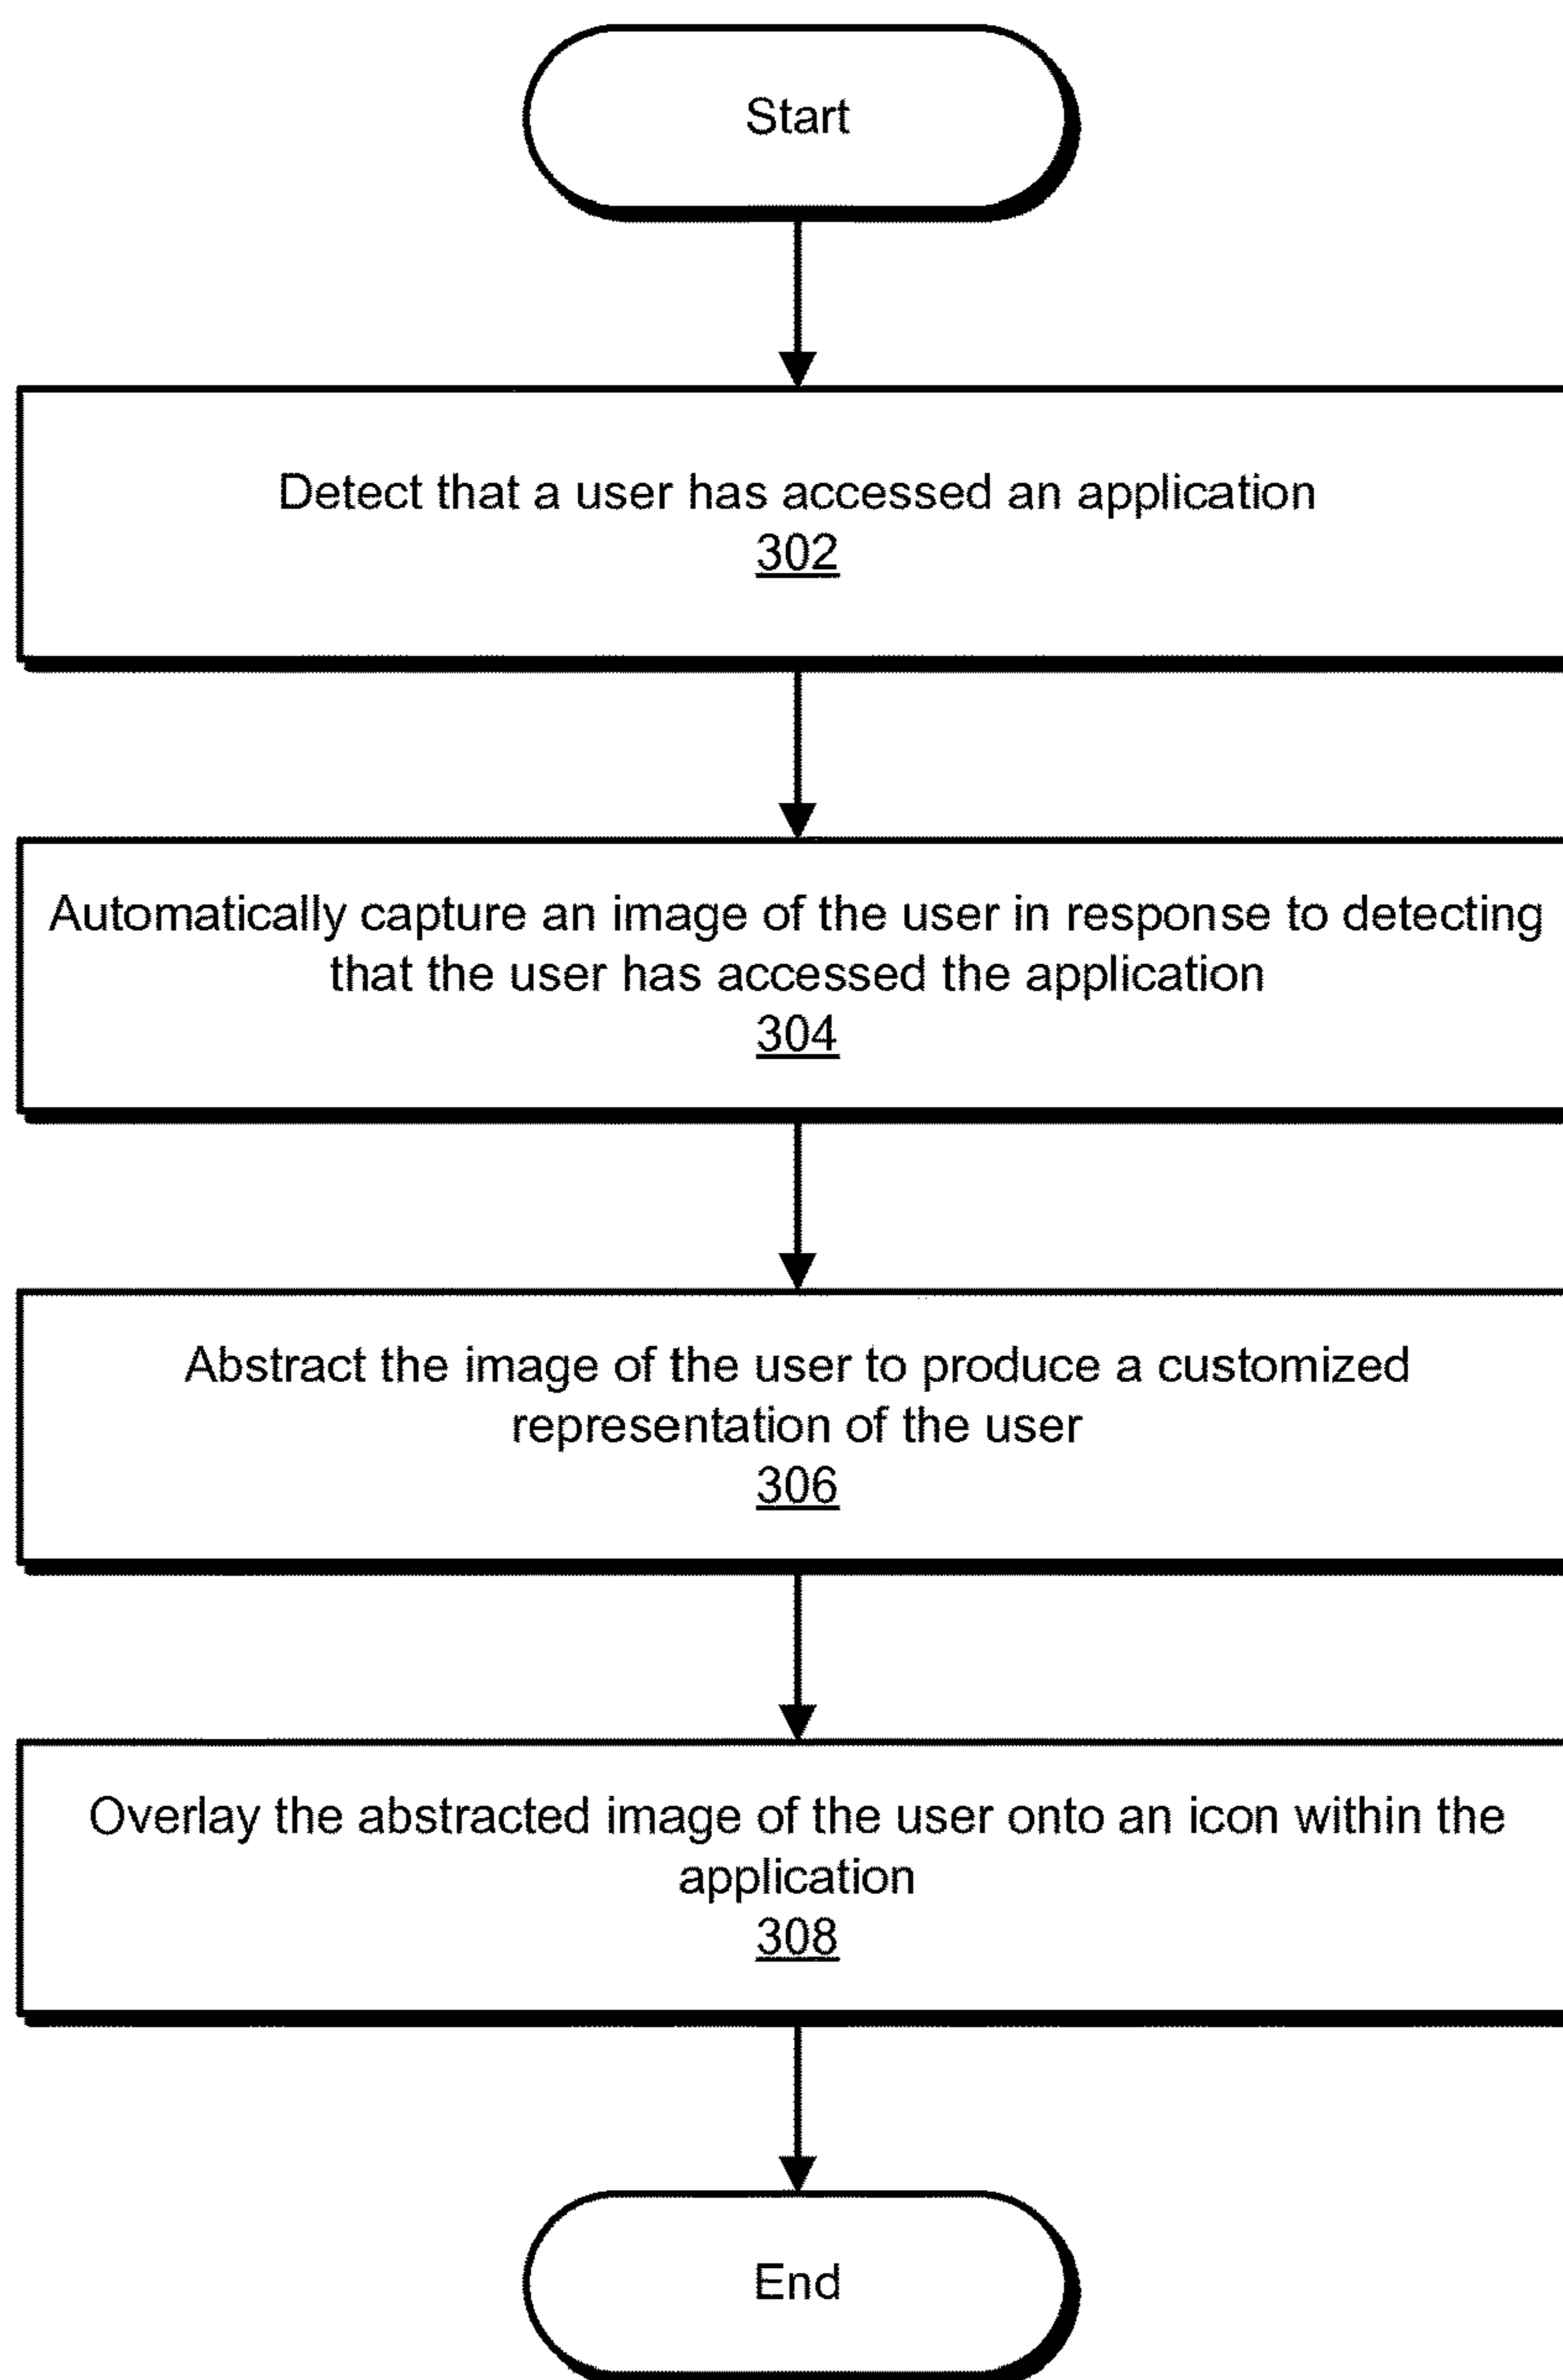 Start
Detect that a user has accessed an application
302
Automatically capture an image of the user in response to detecting
that the user has accessed the application
304
Abstract the image of the user to produce a customized
representation of the user
306
Overlay the abstracted image of the user onto an icon within the
application
308
End